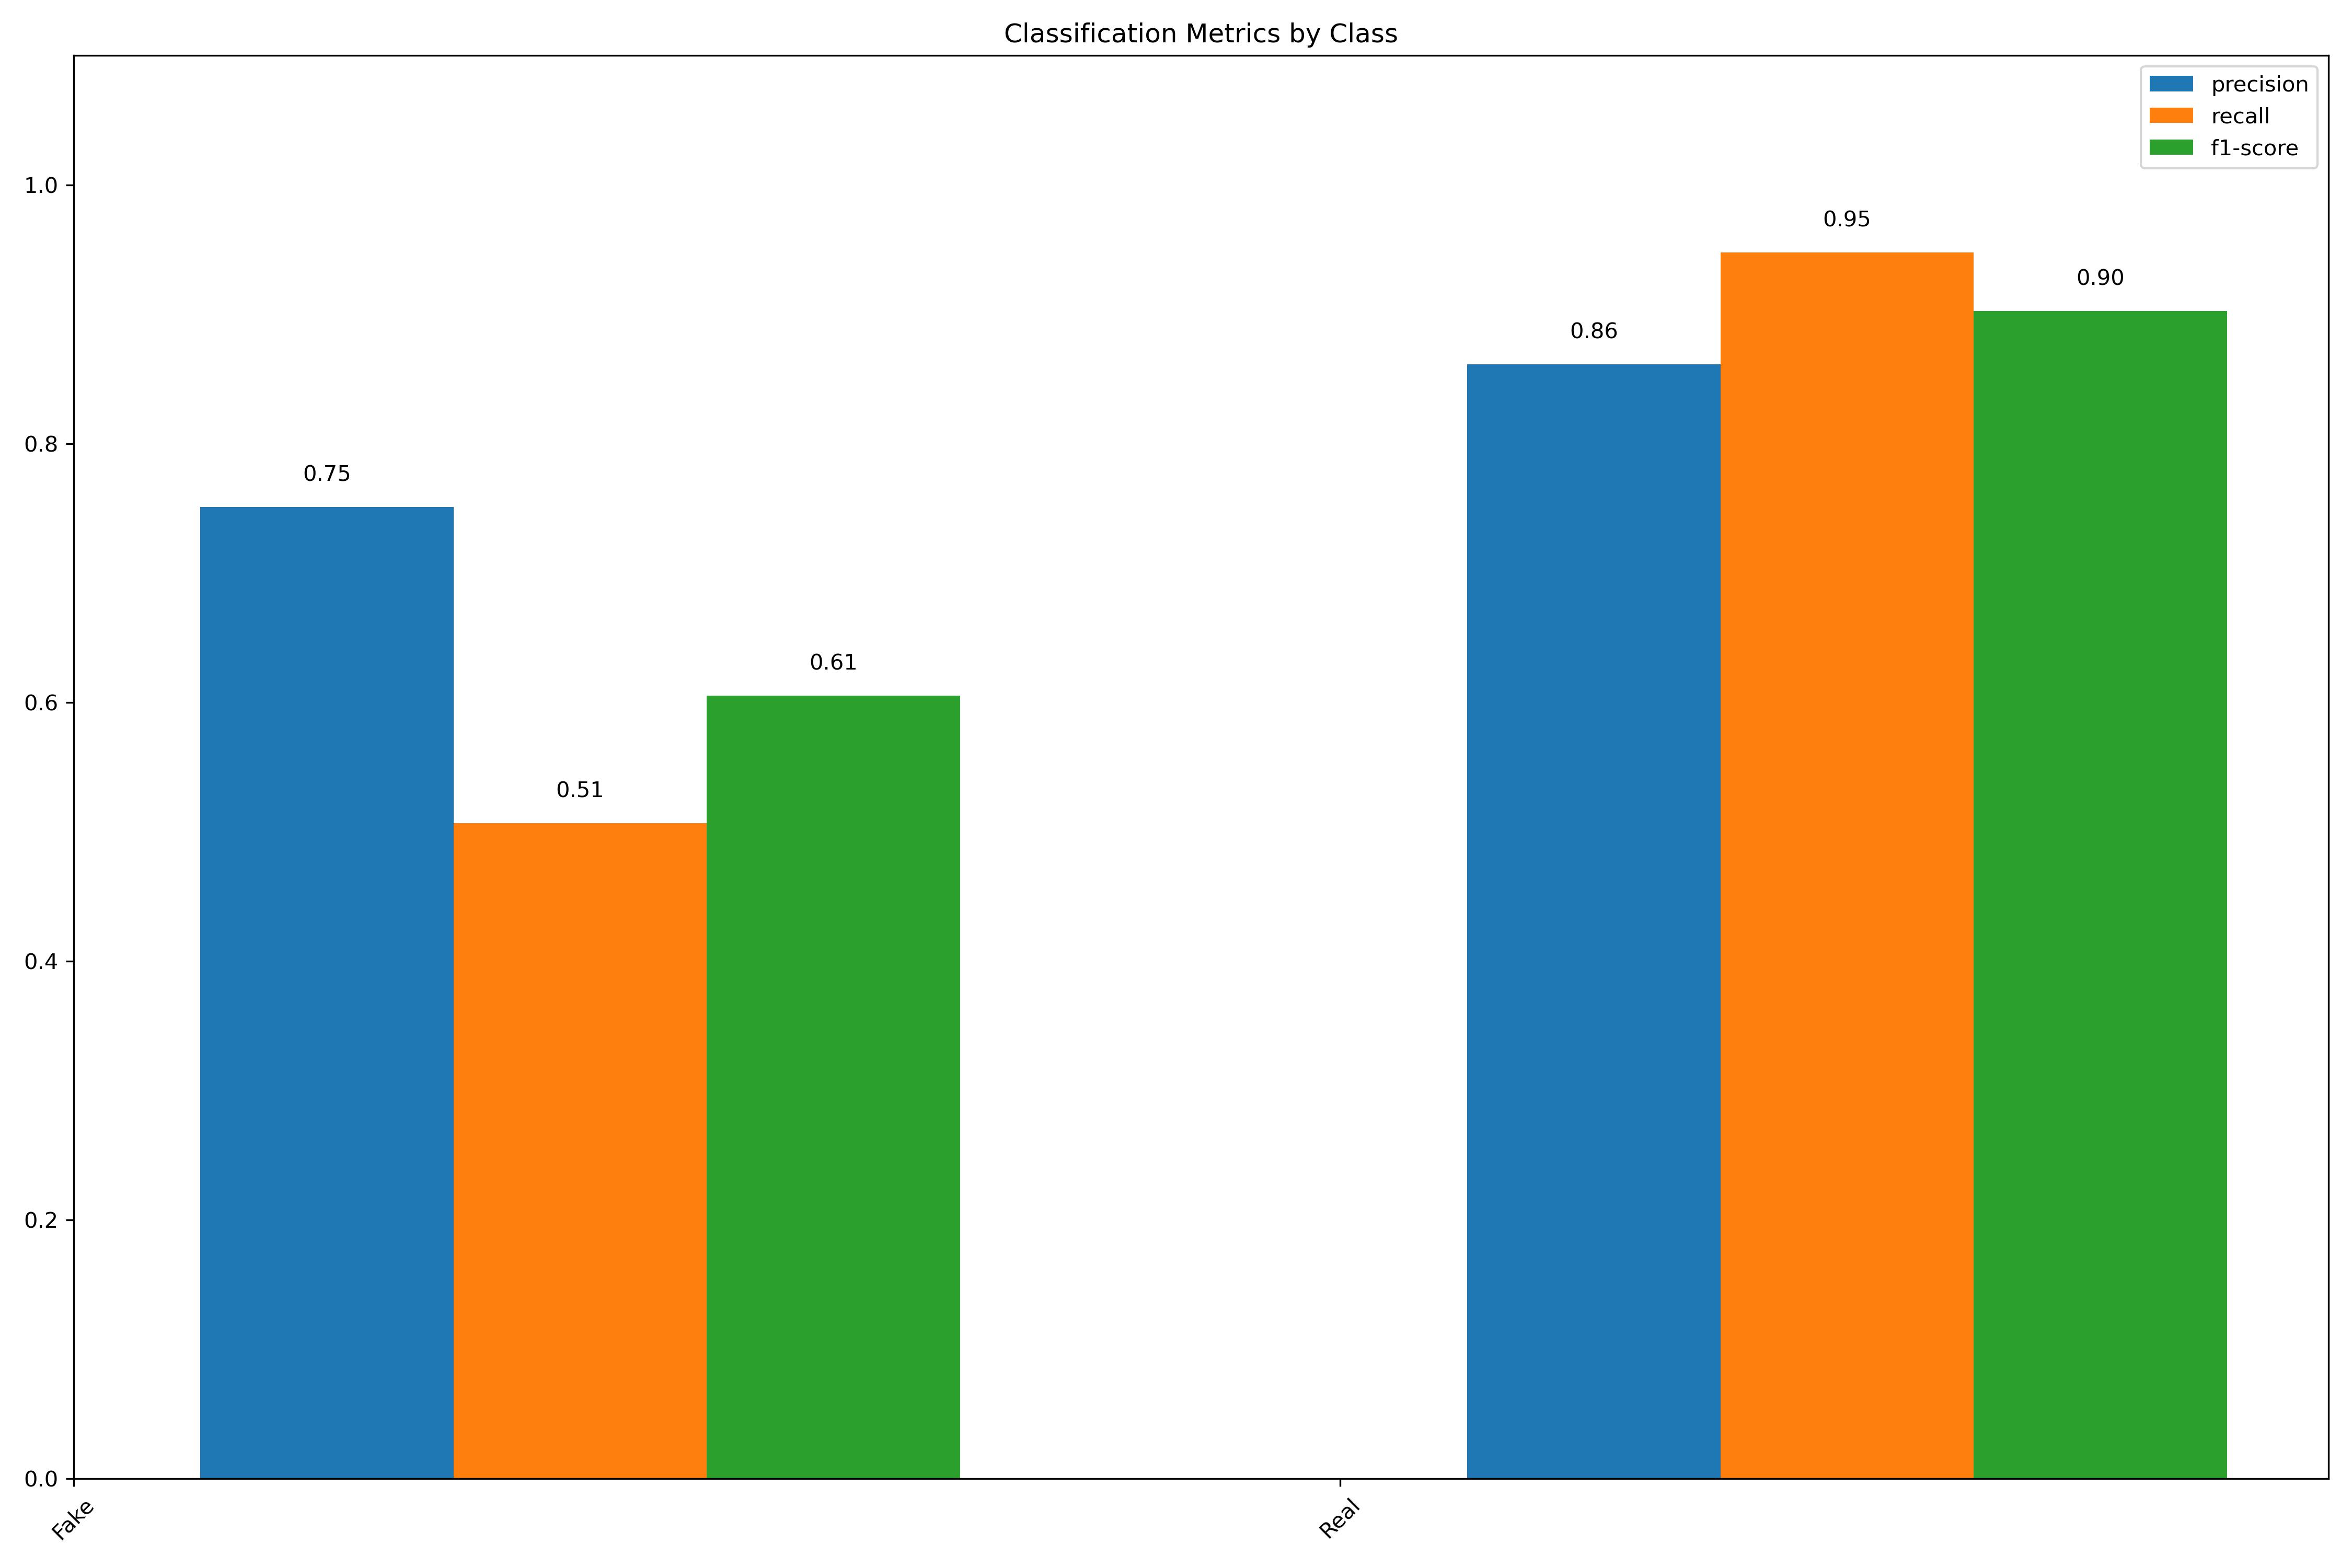 Classification Metrics by Class
precision
recall
f1-score
1.0
0.8
0.6
0.4
0.2
0.0
0.75
0.51
0.61
0.86
0.95
0.90
Fake
Real